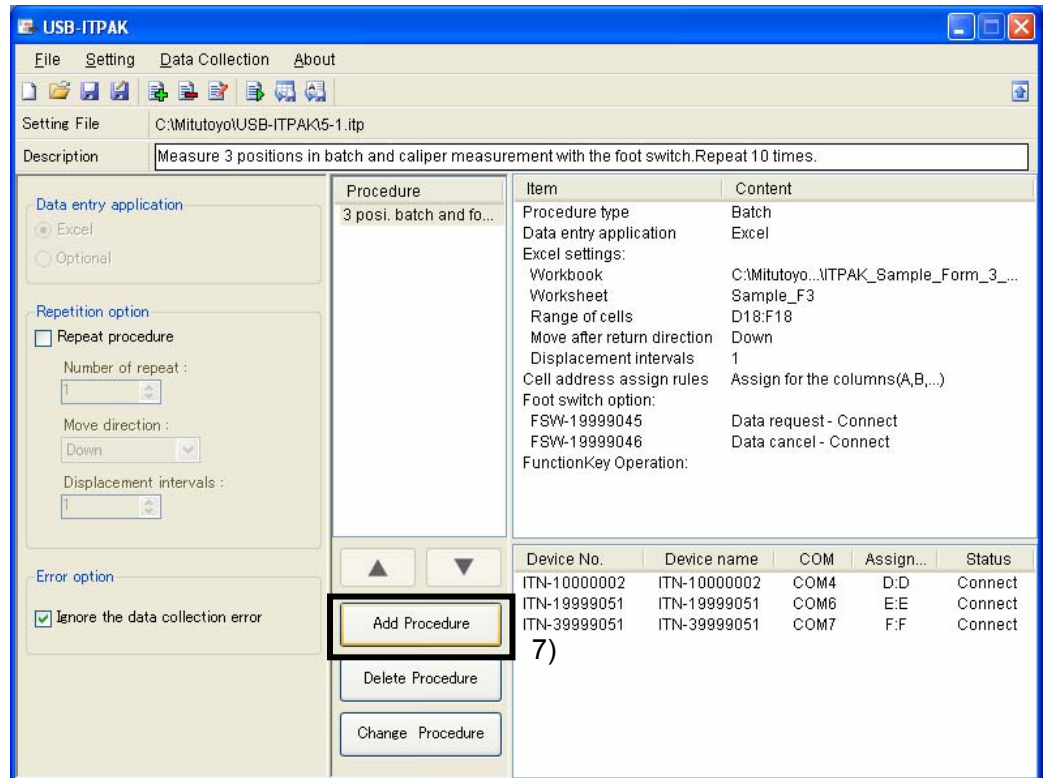 USB-ITPAK
File Setting Data Collection About
Setting File C:\Mitutoyo\USB-ITPAK\5-1.itp
Description Measure 3 positions in batch and caliper measurement with the foot switch.Repeat 10 times.
Data entry application
Excel
Optional
Repetition option
Repeat procedure
Number of repeat :
1
Move direction :
Down
Displacement intervals :
1
Error option
Ignore the data collection error
Procedure
3 posi. batch and fo...
Add Procedure
7)
Delete Procedure
Change Procedure
Item Content
Procedure type Batch
Data entry application Excel
Excel settings:
Workbook C:\Mitutoyo...\ITPAK_Sample_Form_3_...
Worksheet Sample_F3
Range of cells D18:F18
Move after return direction Down
Displacement intervals 1
Cell address assign rules Assign for the columns(A,B,...)
Foot switch option:
FSW-19999045 Data request - Connect
FSW-19999046 Data cancel - Connect
FunctionKey Operation:
Device No. Device name COM Assign... Status
ITN-10000002 ITN-10000002 COM4 D:D Connect
ITN-19999051 ITN-19999051 COM6 E:E Connect
ITN-39999051 ITN-39999051 COM7 F:F Connect